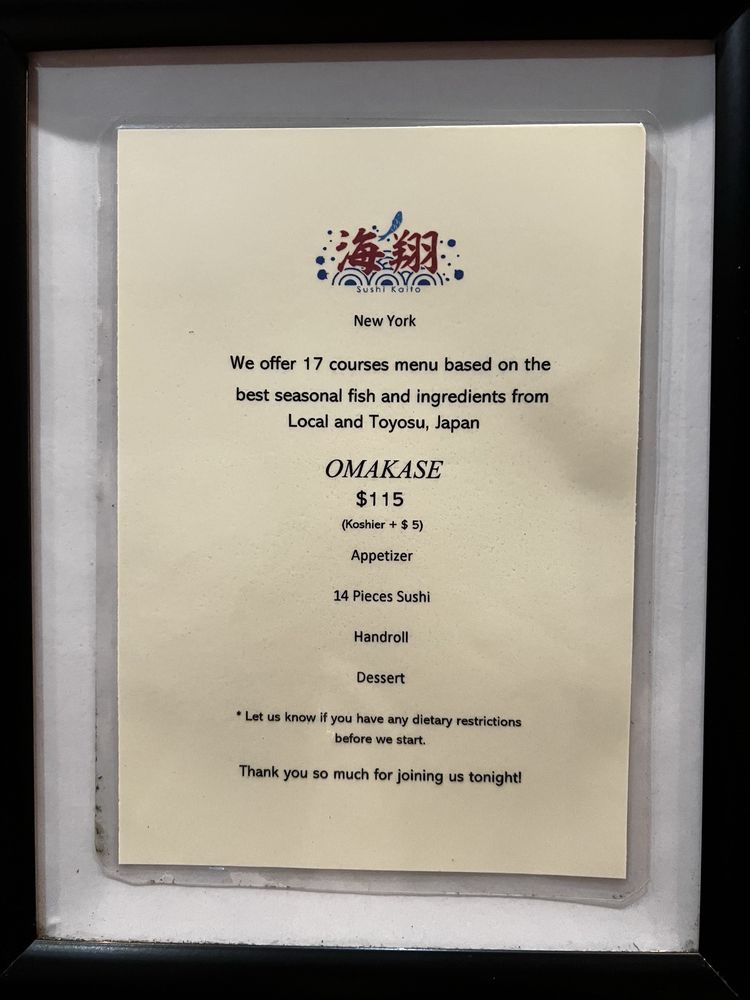 海翔
Sushi Kaito
New York
We offer 17 courses menu based on the
best seasonal fish and ingredients from
Local and Toyosu, Japan
OMAKASE
$115
(Koshier + $ 5)
Appetizer
14 Pieces Sushi
Handroll
Dessert
* Let us know if you have any dietary restrictions
before we start.
Thank you so much for joining us tonight!